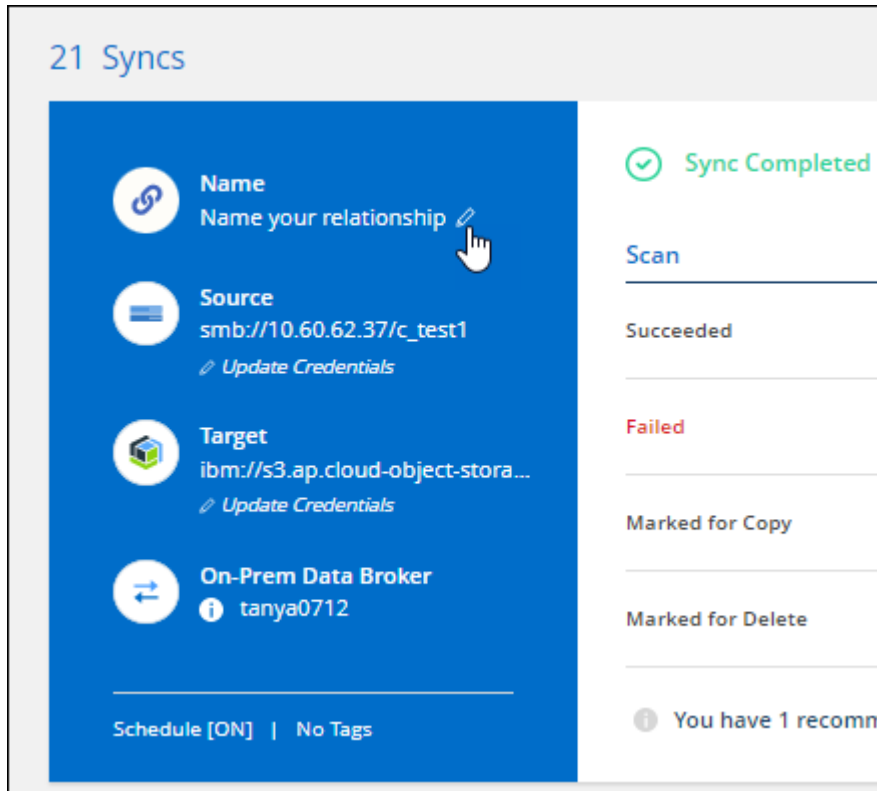 21 Syncs
Name
Name your relationship
Source
smb://10.60.62.37/c_test1
Update Credentials
Target
ibm://s3.ap.cloud-object-stora...
Update Credentials
On-Prem Data Broker
tanya0712
Schedule [ON] | No Tags
Sync Completed
Scan
Succeeded
Failed
Marked for Copy
Marked for Delete
You have 1